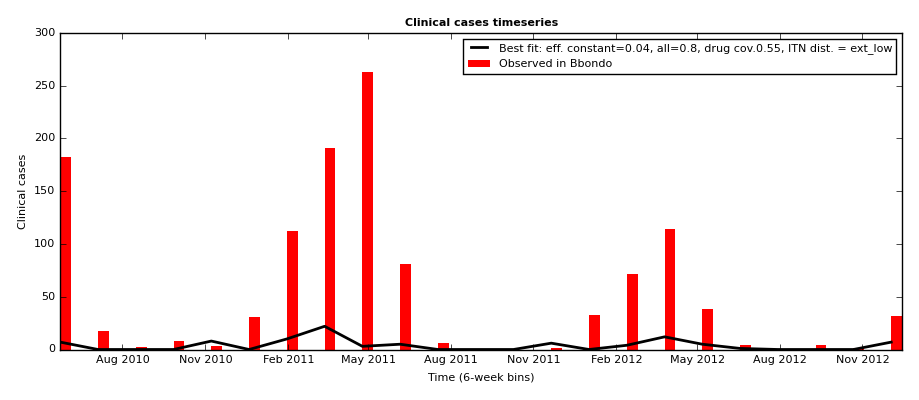 Clinical cases timeseries
Best fit: eff. constant=0.04, all=0.8, drug cov.0.55, ITN dist. = ext_low
Observed in Bbondo
Clinical cases
300
250
200
150
100
50
0
Aug 2010 Nov 2010 Feb 2011 May 2011 Aug 2011 Nov 2011 Feb 2012 May 2012 Aug 2012 Nov 2012
Time (6-week bins)